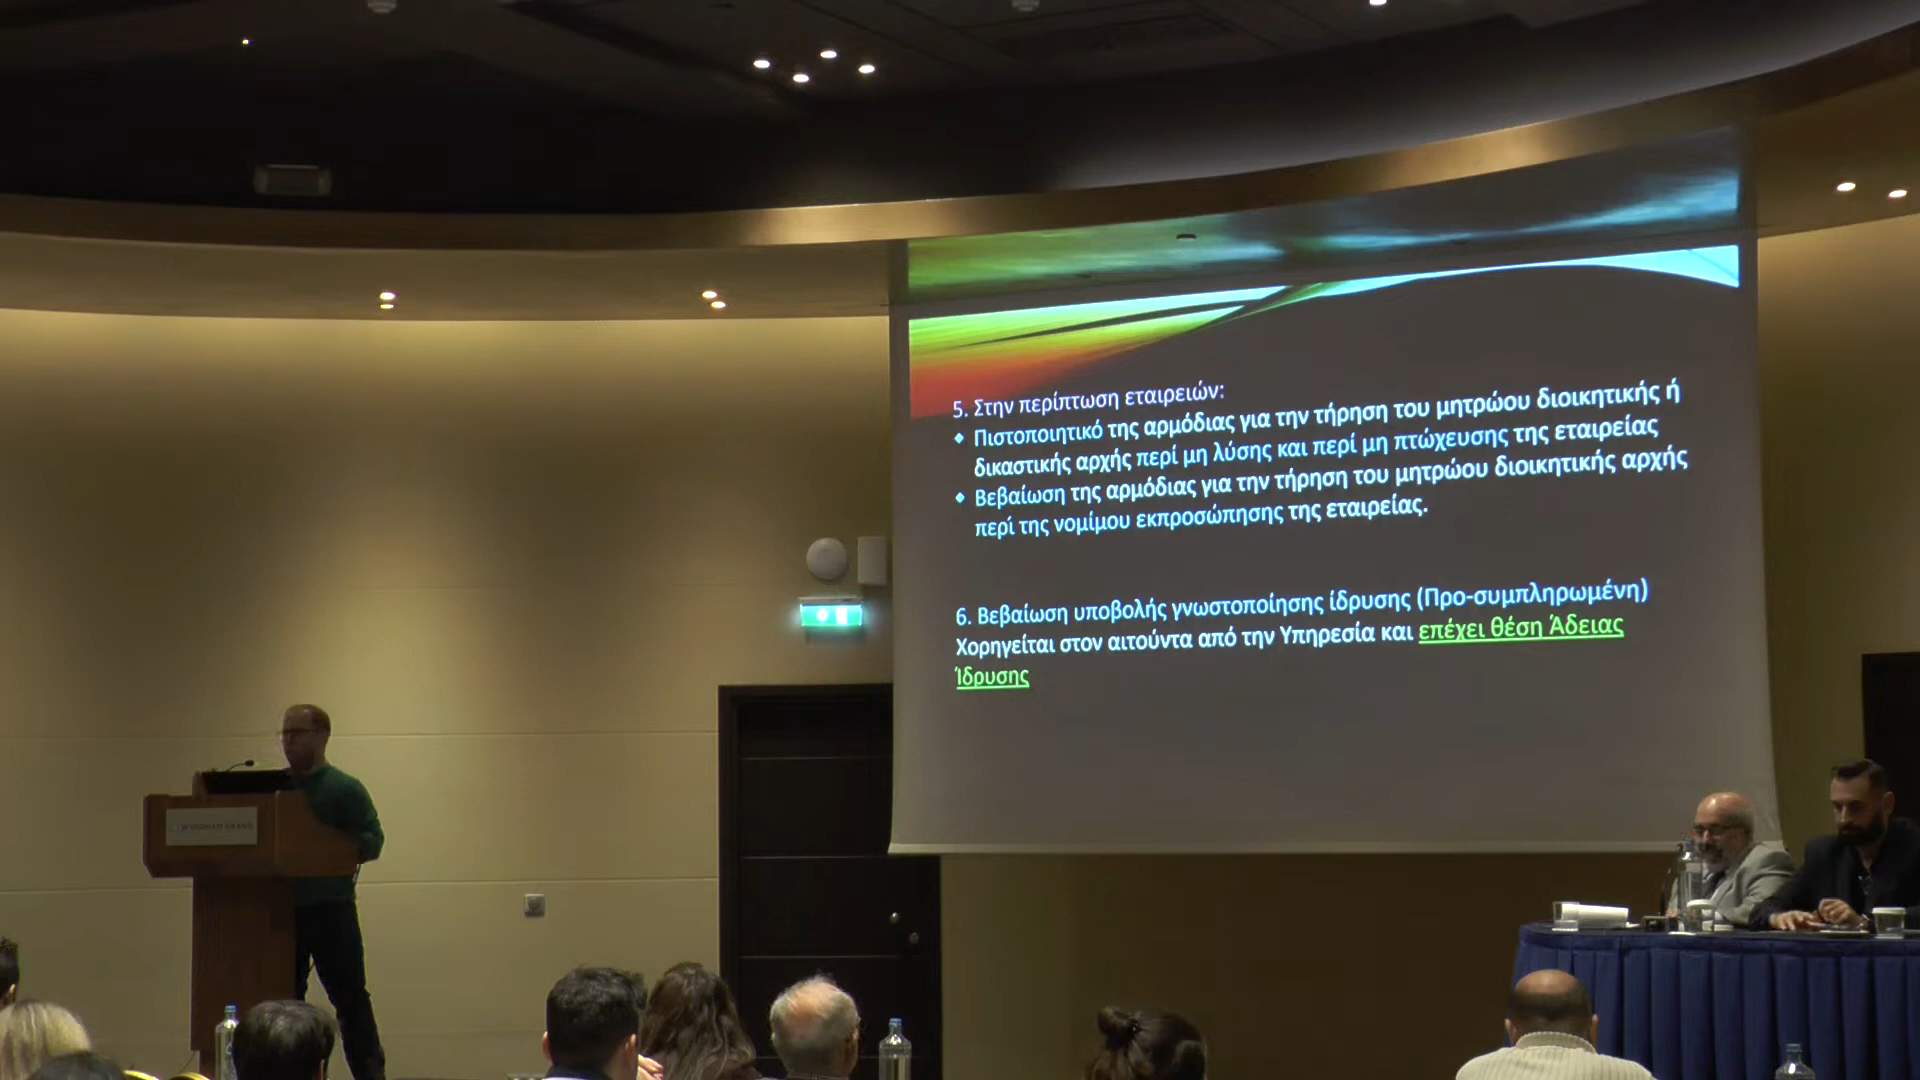 5. Στην περίπτωση εταιρειών:
❖ Πιστοποιητικό της αρμόδιας για την τήρηση του μητρώου διοικητικής ή
δικαστικής αρχής περί μη λύσης και περί μη πτώχευσης της εταιρείας
❖ Βεβαίωση της αρμόδιας για την τήρηση του μητρώου διοικητικής αρχής
περί της νομίμου εκπροσώπησης της εταιρείας.
6. Βεβαίωση υποβολής γνωστοποίησης ίδρυσης (Προ-συμπληρωμένη)
Χορηγείται στον αιτούντα από την Υπηρεσία και επέχει θέση Άδειας
Ίδρυσης